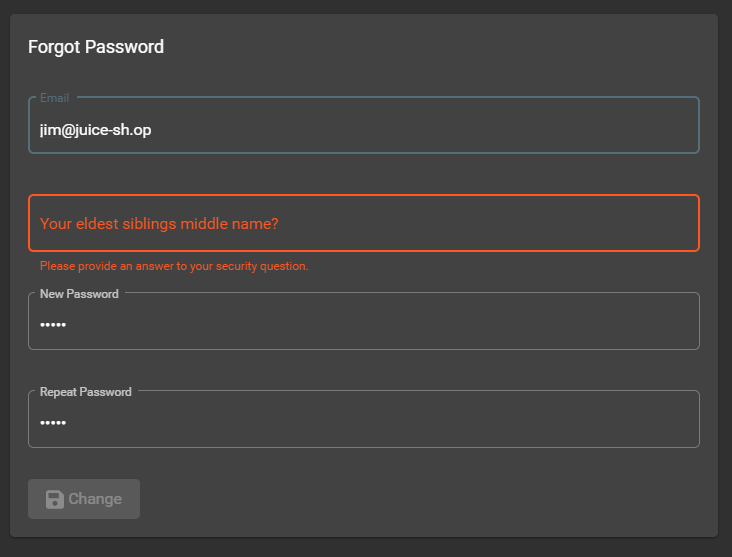 Forgot Password
Email
jim@juice-sh.op
Your eldest siblings middle name?
Please provide an answer to your security question.
New Password
•••••
Repeat Password
•••••
Change